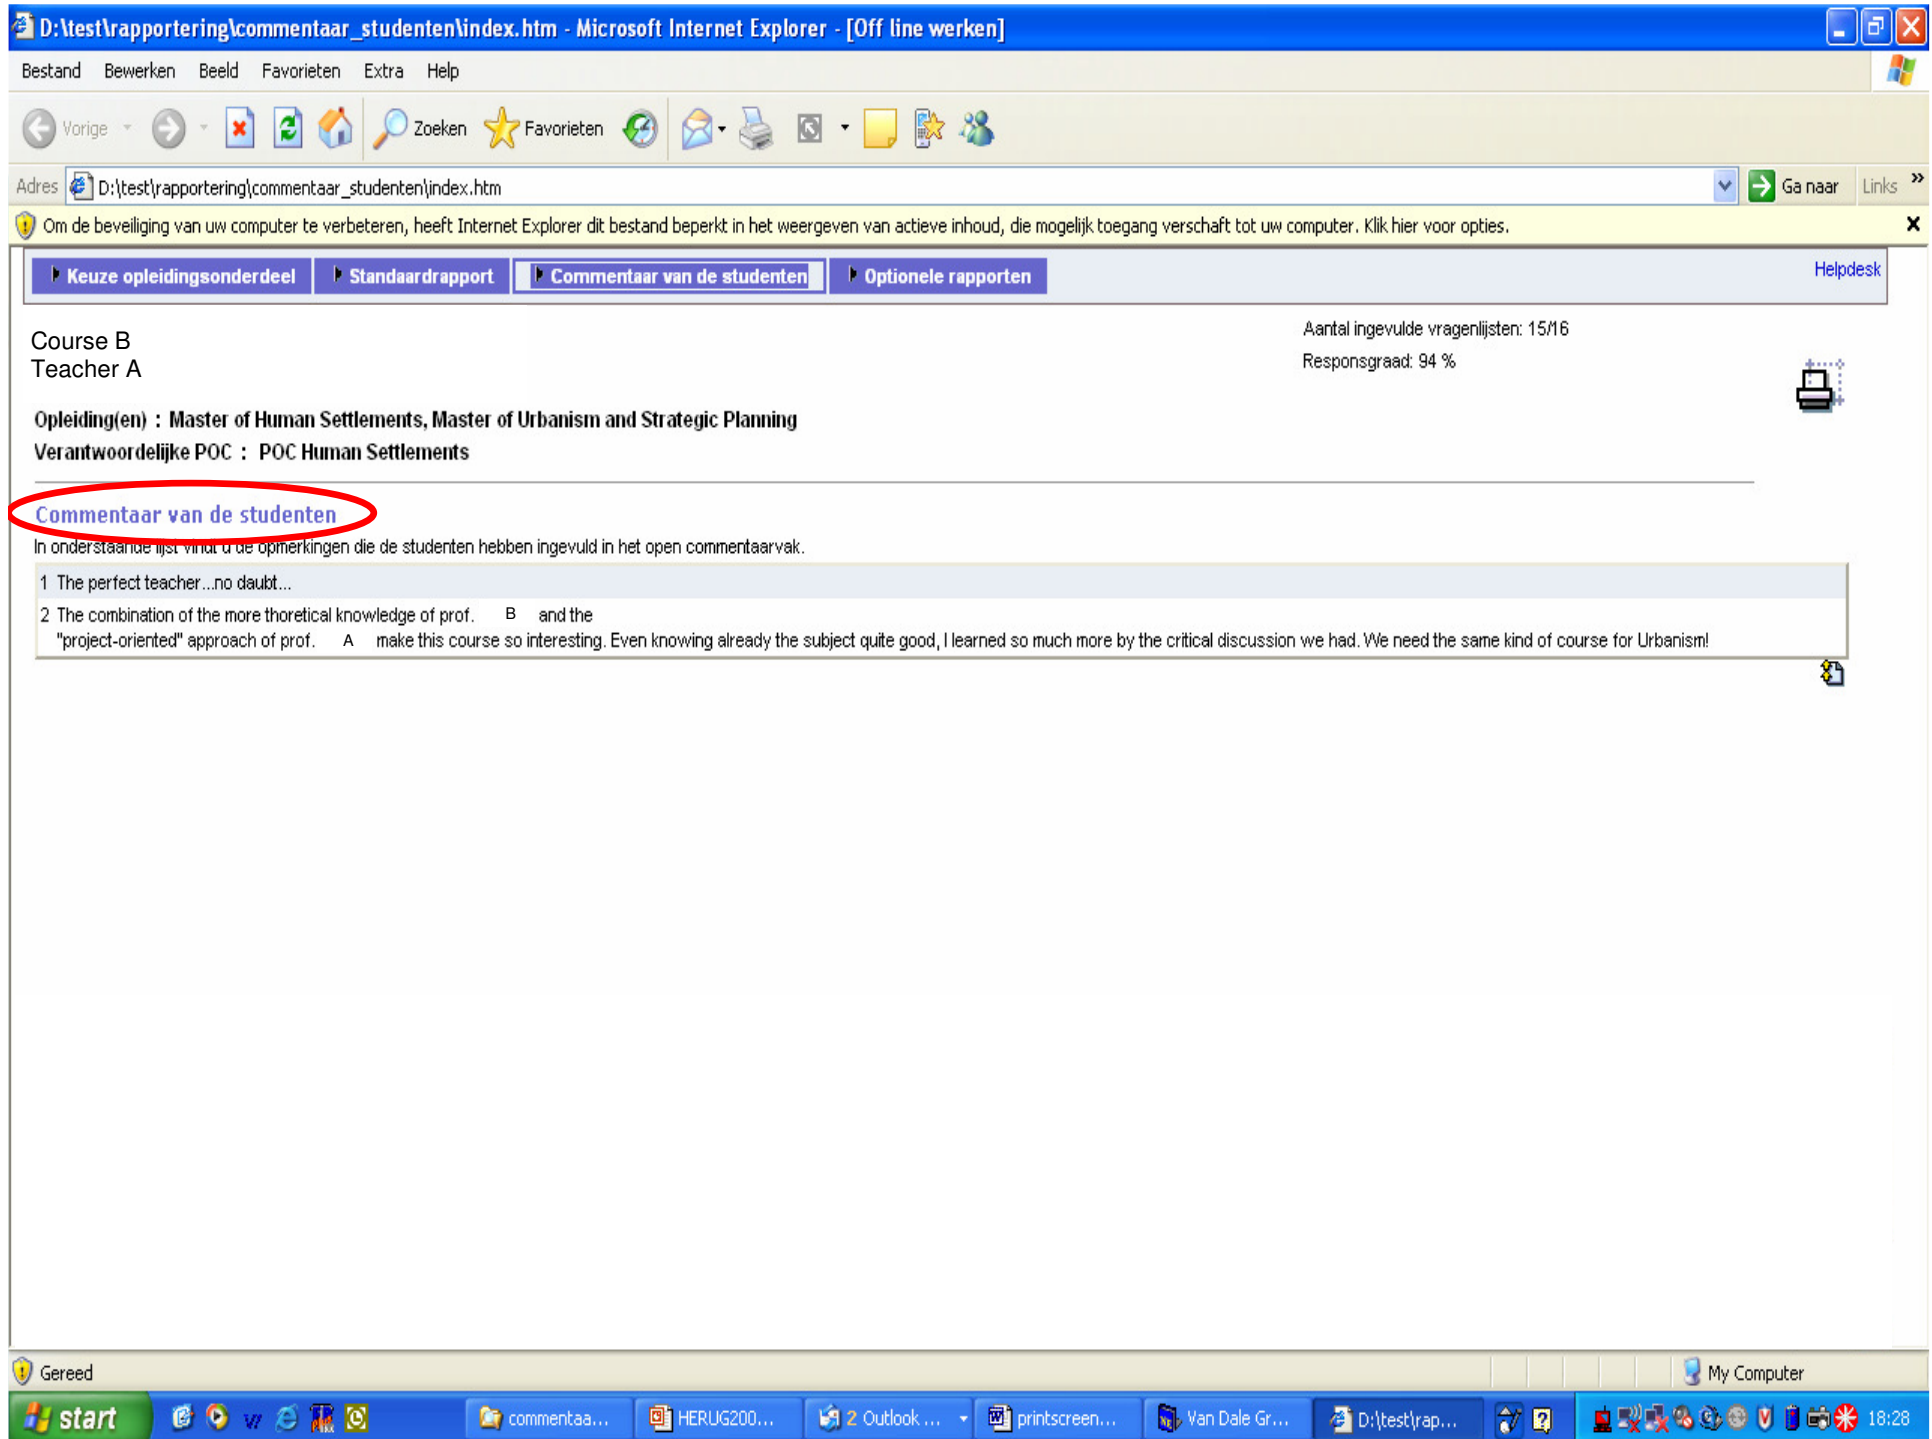 D:\test\rapportering\commentaar_studenten\index.htm - Microsoft Internet Explorer - [Off line werken]
Bestand Bewerken Beeld Favorieten Extra Help
Vorige Zoeken Favorieten
Adres D:\test\rapportering\commentaar_studenten\index.htm Ga naar Links »
Om de beveiliging van uw computer te verbeteren, heeft Internet Explorer dit bestand beperkt in het weergeven van actieve inhoud, die mogelijk toegang verschaft tot uw computer. Klik hier voor opties.
Keuze opleidingsonderdeel Standaardrapport Commentaar van de studenten Optionele rapporten Helpdesk
Course B
Teacher A
Aantal ingevulde vragenlijsten: 15/16
Responsgraad: 94 %
Opleiding(en) : Master of Human Settlements, Master of Urbanism and Strategic Planning
Verantwoordelijke POC : POC Human Settlements
Commentaar van de studenten
In onderstaande lijst vindt u de opmerkingen die de studenten hebben ingevuld in het open commentaarvak.
1 The perfect teacher...no daubt...
2 The combination of the more thoretical knowledge of prof. B and the
"project-oriented" approach of prof. A make this course so interesting. Even knowing already the subject quite good, I learned so much more by the critical discussion we had. We need the same kind of course for Urbanism!
Gereed My Computer
start commentaa... HERUG200... 2 Outlook ... printscreen... Van Dale Gr... D:\test\rap... 18:28